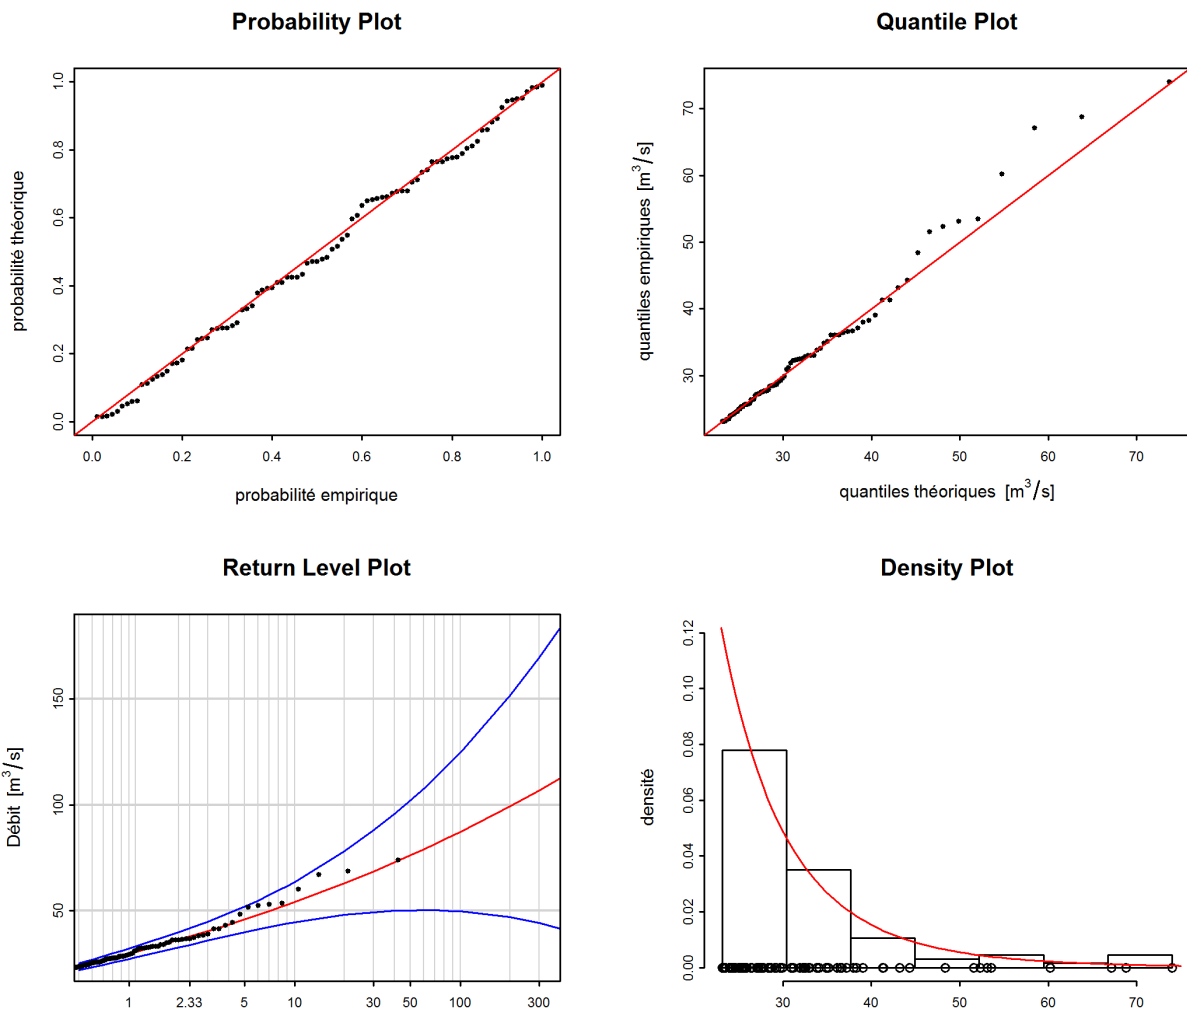 Probability Plot
1.0
0.8
0.6
0.4
0.2
0.0
probabilité théorique
0.0 0.2 0.4 0.6 0.8 1.0
probabilité empirique
Quantile Plot
70
60
50
40
30
quantiles empiriques [m³/s]
30 40 50 60 70
quantiles théoriques [m³/s]
Return Level Plot
150
100
50
Débit [m³/s]
1 2.33 5 10 30 50 100 300
Density Plot
0.12
0.10
0.08
0.06
0.04
0.02
0.00
densité
30 40 50 60 70